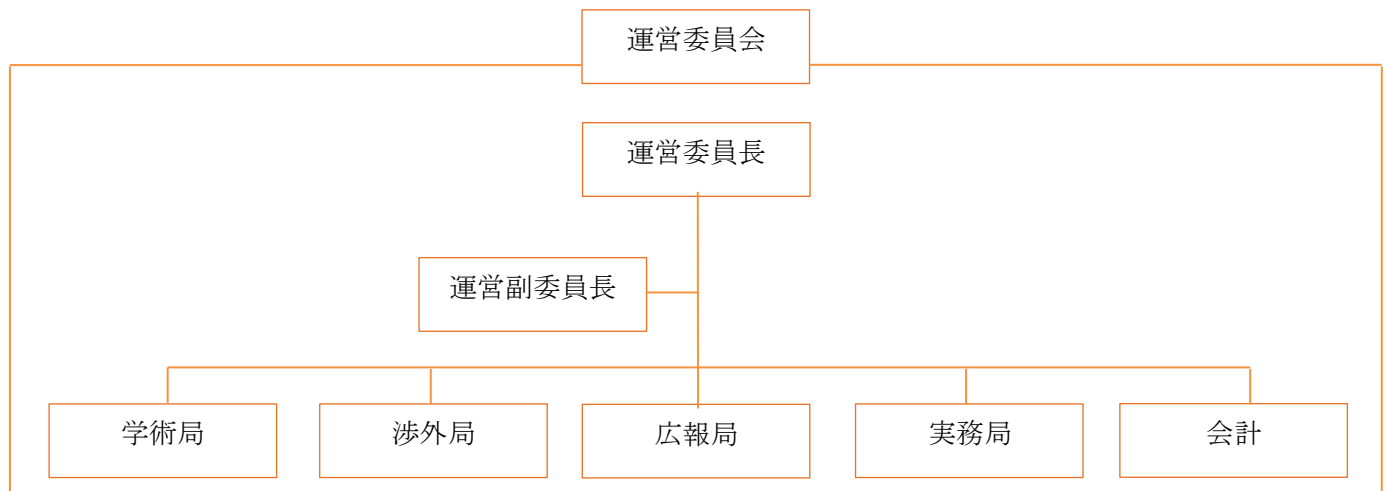 運営委員会
運営委員長
運営副委員長
学術局
渉外局
広報局
実務局
会計